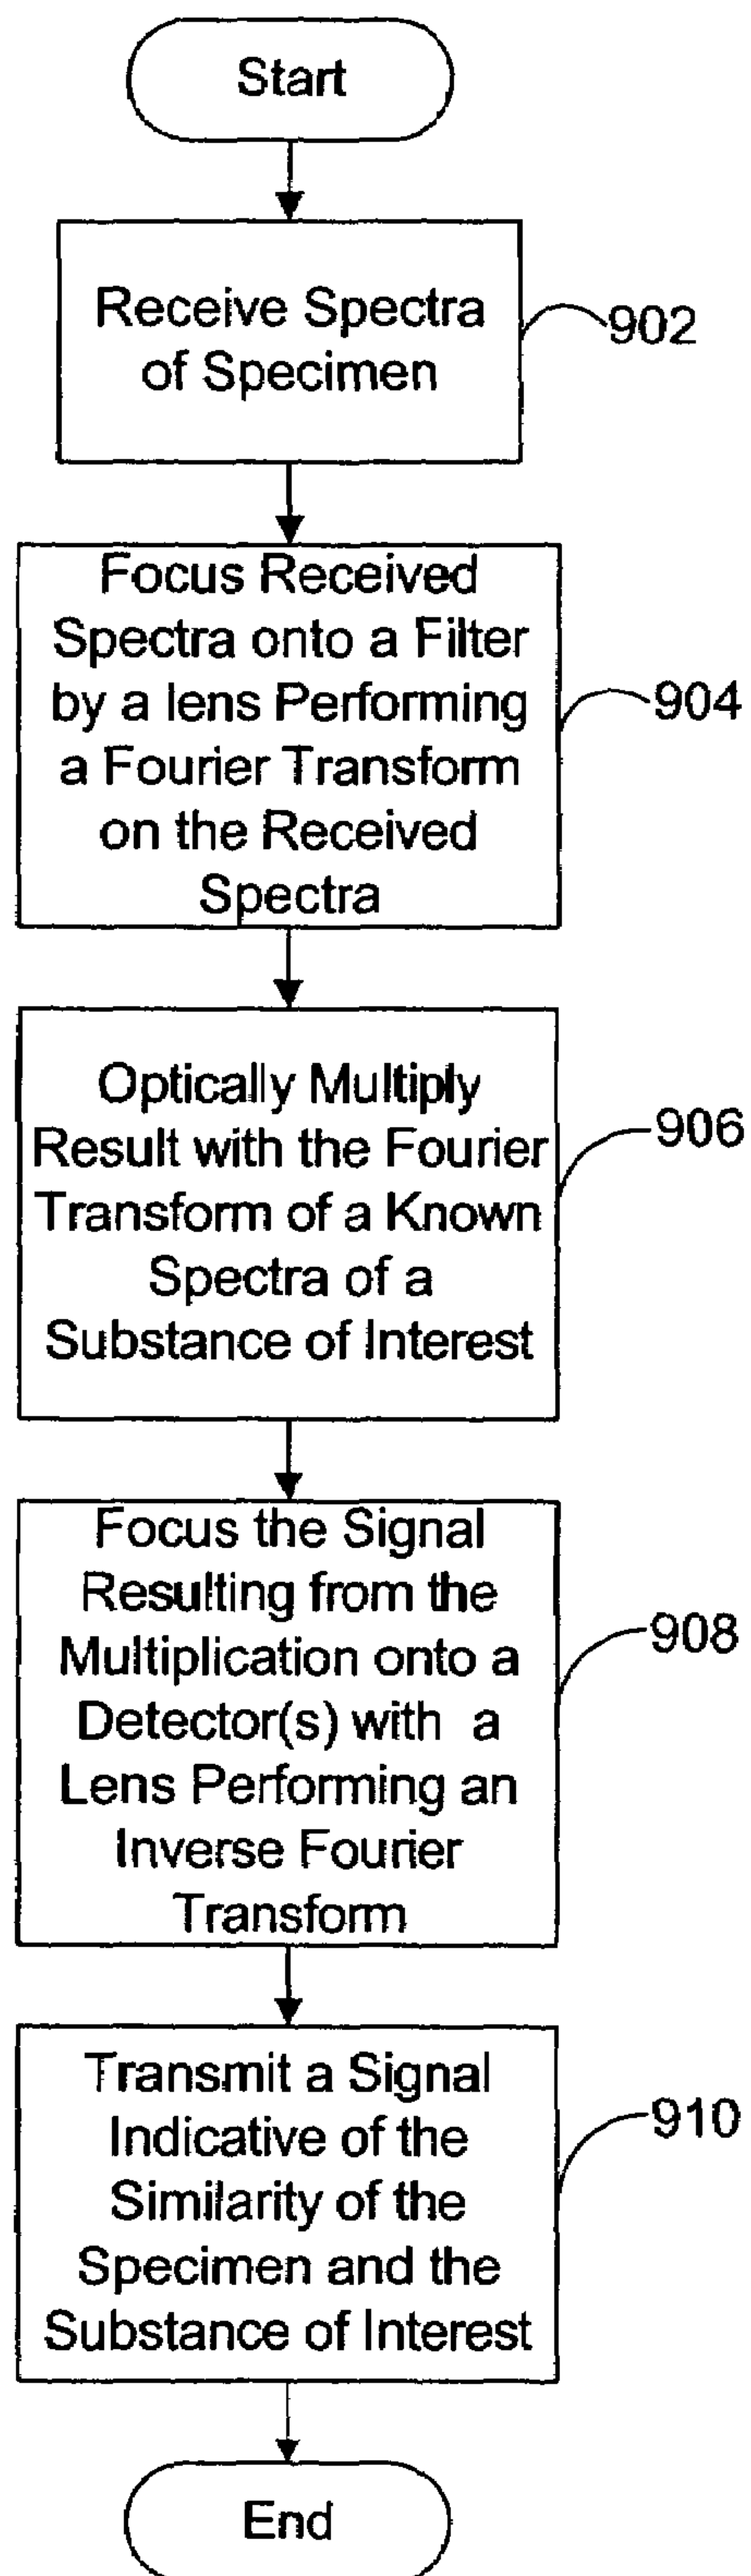 Start
Receive Spectra
of Specimen
902
Focus Received
Spectra onto a Filter
by a lens Performing
a Fourier Transform
on the Received
Spectra
904
Optically Multiply
Result with the Fourier
Transform of a Known
Spectra of a
Substance of Interest
906
Focus the Signal
Resulting from the
Multiplication onto a
Detector(s) with a
Lens Performing an
Inverse Fourier
Transform
908
Transmit a Signal
Indicative of the
Similarity of the
Specimen and the
Substance of Interest
910
End